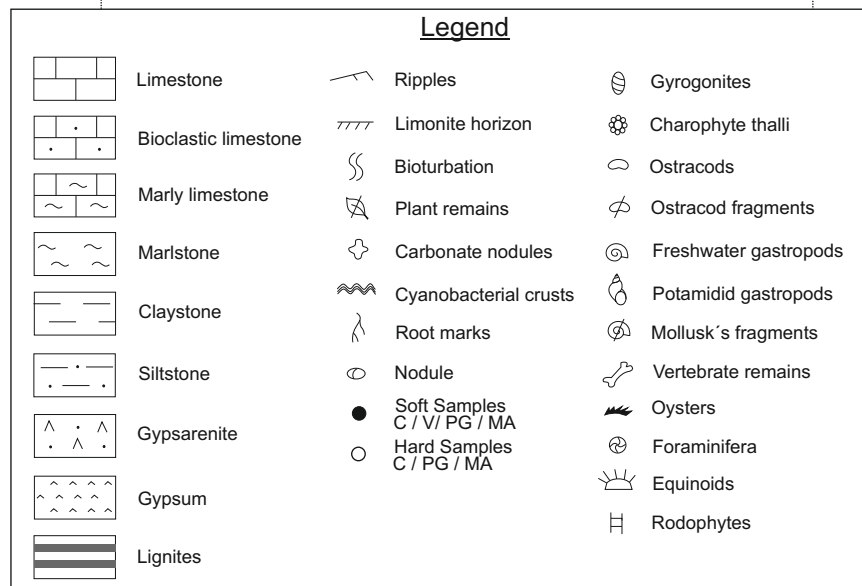 Legend
Limestone
Bioclastic limestone
Marly limestone
Marlstone
Claystone
Siltstone
Gypsarenite
Gypsum
Lignites
Ripples
Limonite horizon
Bioturbation
Plant remains
Carbonate nodules
Cyanobacterial crusts
Root marks
Nodule
Soft Samples
C / V/ PG / MA
Hard Samples
C / PG / MA
Gyrogonites
Charophyte thalli
Ostracods
Ostracod fragments
Freshwater gastropods
Potamidid gastropods
Mollusk´s fragments
Vertebrate remains
Oysters
Foraminifera
Equinoids
Rodophytes